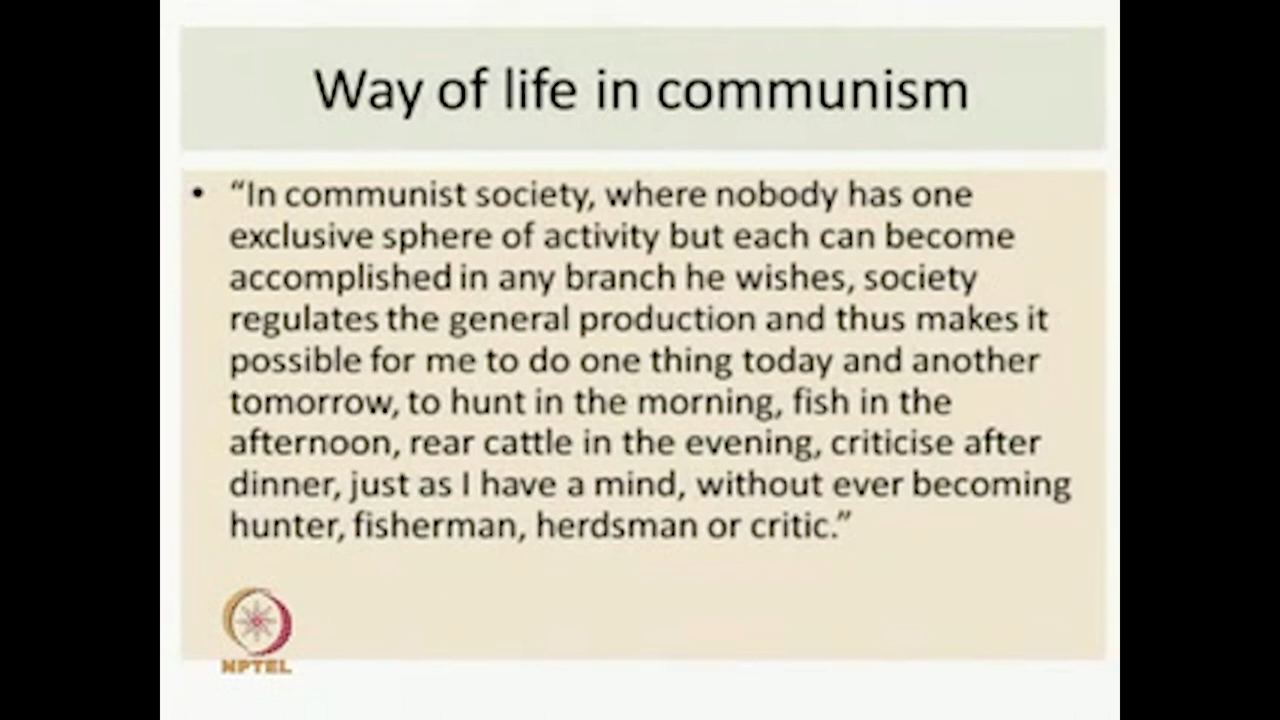 Way of life in communism
• “In communist society, where nobody has one
exclusive sphere of activity but each can become
accomplished in any branch he wishes, society
regulates the general production and thus makes it
possible for me to do one thing today and another
tomorrow, to hunt in the morning, fish in the
afternoon, rear cattle in the evening, criticise after
dinner, just as I have a mind, without ever becoming
hunter, fisherman, herdsman or critic.”
NPTEL